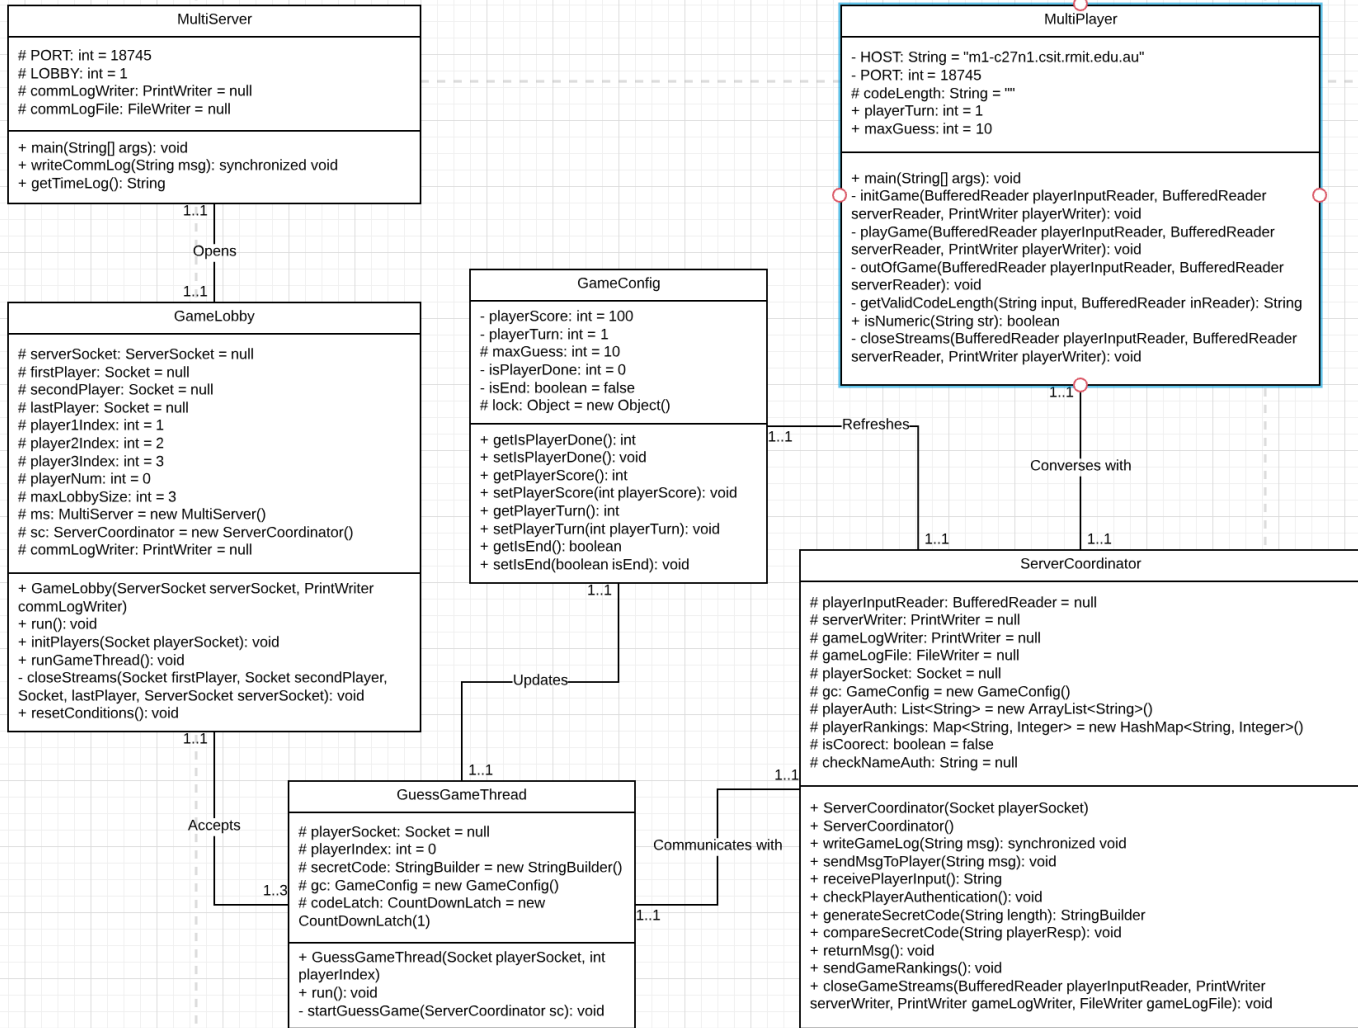 MultiServer
# PORT: int = 18745
# LOBBY: int = 1
# commLogWriter: PrintWriter = null
# commLogFile: FileWriter = null
+ main(String[] args): void
+ writeCommLog(String msg): synchronized void
+ getTimeLog(): String
1..1
Opens
1..1
GameLobby
# serverSocket: ServerSocket = null
# firstPlayer: Socket = null
# secondPlayer: Socket = null
# lastPlayer: Socket = null
# player1Index: int = 1
# player2Index: int = 2
# player3Index: int = 3
# playerNum: int = 0
# maxLobbySize: int = 3
# ms: MultiServer = new MultiServer()
# sc: ServerCoordinator = new ServerCoordinator()
# commLogWriter: PrintWriter = null
+ GameLobby(ServerSocket serverSocket, PrintWriter
commLogWriter)
+ run(): void
+ initPlayers(Socket playerSocket): void
+ runGameThread(): void
- closeStreams(Socket firstPlayer, Socket secondPlayer,
Socket, lastPlayer, ServerSocket serverSocket): void
+ resetConditions(): void
1..1
Accepts
1..3
GameConfig
- playerScore: int = 100
- playerTurn: int = 1
# maxGuess: int = 10
- isPlayerDone: int = 0
- isEnd: boolean = false
# lock: Object = new Object()
+ getIsPlayerDone(): int
+ setIsPlayerDone(): void
+ getPlayerScore(): int
+ setPlayerScore(int playerScore): void
+ getPlayerTurn(): int
+ setPlayerTurn(int playerTurn): void
+ getIsEnd(): boolean
+ setIsEnd(boolean isEnd): void
1..1
Updates
1..1
GuessGameThread
# playerSocket: Socket = null
# playerIndex: int = 0
# secretCode: StringBuilder = new StringBuilder()
# gc: GameConfig = new GameConfig()
# codeLatch: CountDownLatch = new
CountDownLatch(1)
+ GuessGameThread(Socket playerSocket, int
playerIndex)
+ run(): void
- startGuessGame(ServerCoordinator sc): void
1..1
Communicates with
1..1
MultiPlayer
- HOST: String = "m1-c27n1.csit.rmit.edu.au"
- PORT: int = 18745
# codeLength: String = ""
+ playerTurn: int = 1
+ maxGuess: int = 10
+ main(String[] args): void
- initGame(BufferedReader playerInputReader, BufferedReader
serverReader, PrintWriter playerWriter): void
- playGame(BufferedReader playerInputReader, BufferedReader
serverReader, PrintWriter playerWriter): void
- outOfGame(BufferedReader playerInputReader, BufferedReader
serverReader): void
- getValidCodeLength(String input, BufferedReader inReader): String
+ isNumeric(String str): boolean
- closeStreams(BufferedReader playerInputReader, BufferedReader
serverReader, PrintWriter playerWriter): void
1..1
Refreshes
1..1
1..1
Converses with
1..1
ServerCoordinator
# playerInputReader: BufferedReader = null
# serverWriter: PrintWriter = null
# gameLogWriter: PrintWriter = null
# gameLogFile: FileWriter = null
# playerSocket: Socket = null
# gc: GameConfig = new GameConfig()
# playerAuth: List<String> = new ArrayList<String>()
# playerRankings: Map<String, Integer> = new HashMap<String, Integer>()
# isCoorect: boolean = false
# checkNameAuth: String = null
+ ServerCoordinator(Socket playerSocket)
+ ServerCoordinator()
+ writeGameLog(String msg): synchronized void
+ sendMsgToPlayer(String msg): void
+ receivePlayerInput(): String
+ checkPlayerAuthentication(): void
+ generateSecretCode(String length): StringBuilder
+ compareSecretCode(String playerResp): void
+ returnMsg(): void
+ sendGameRankings(): void
+ closeGameStreams(BufferedReader playerInputReader, PrintWriter
serverWriter, PrintWriter gameLogWriter, FileWriter gameLogFile): void